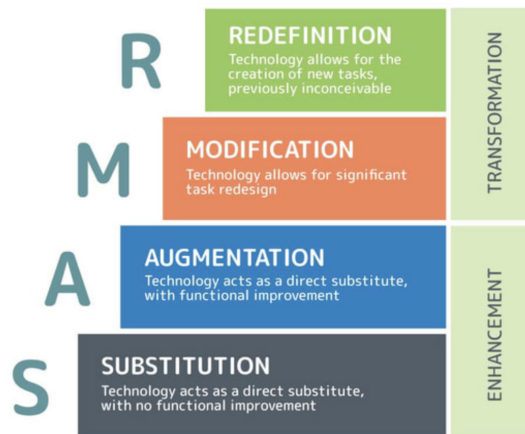 R
REDEFINITION
Technology allows for the
creation of new tasks,
previously inconceivable
M
MODIFICATION
Technology allows for significant
task redesign
TRANSFORMATION
A
AUGMENTATION
Technology acts as a direct substitute,
with functional improvement
S
SUBSTITUTION
Technology acts as a direct substitute,
with no functional improvement
ENHANCEMENT